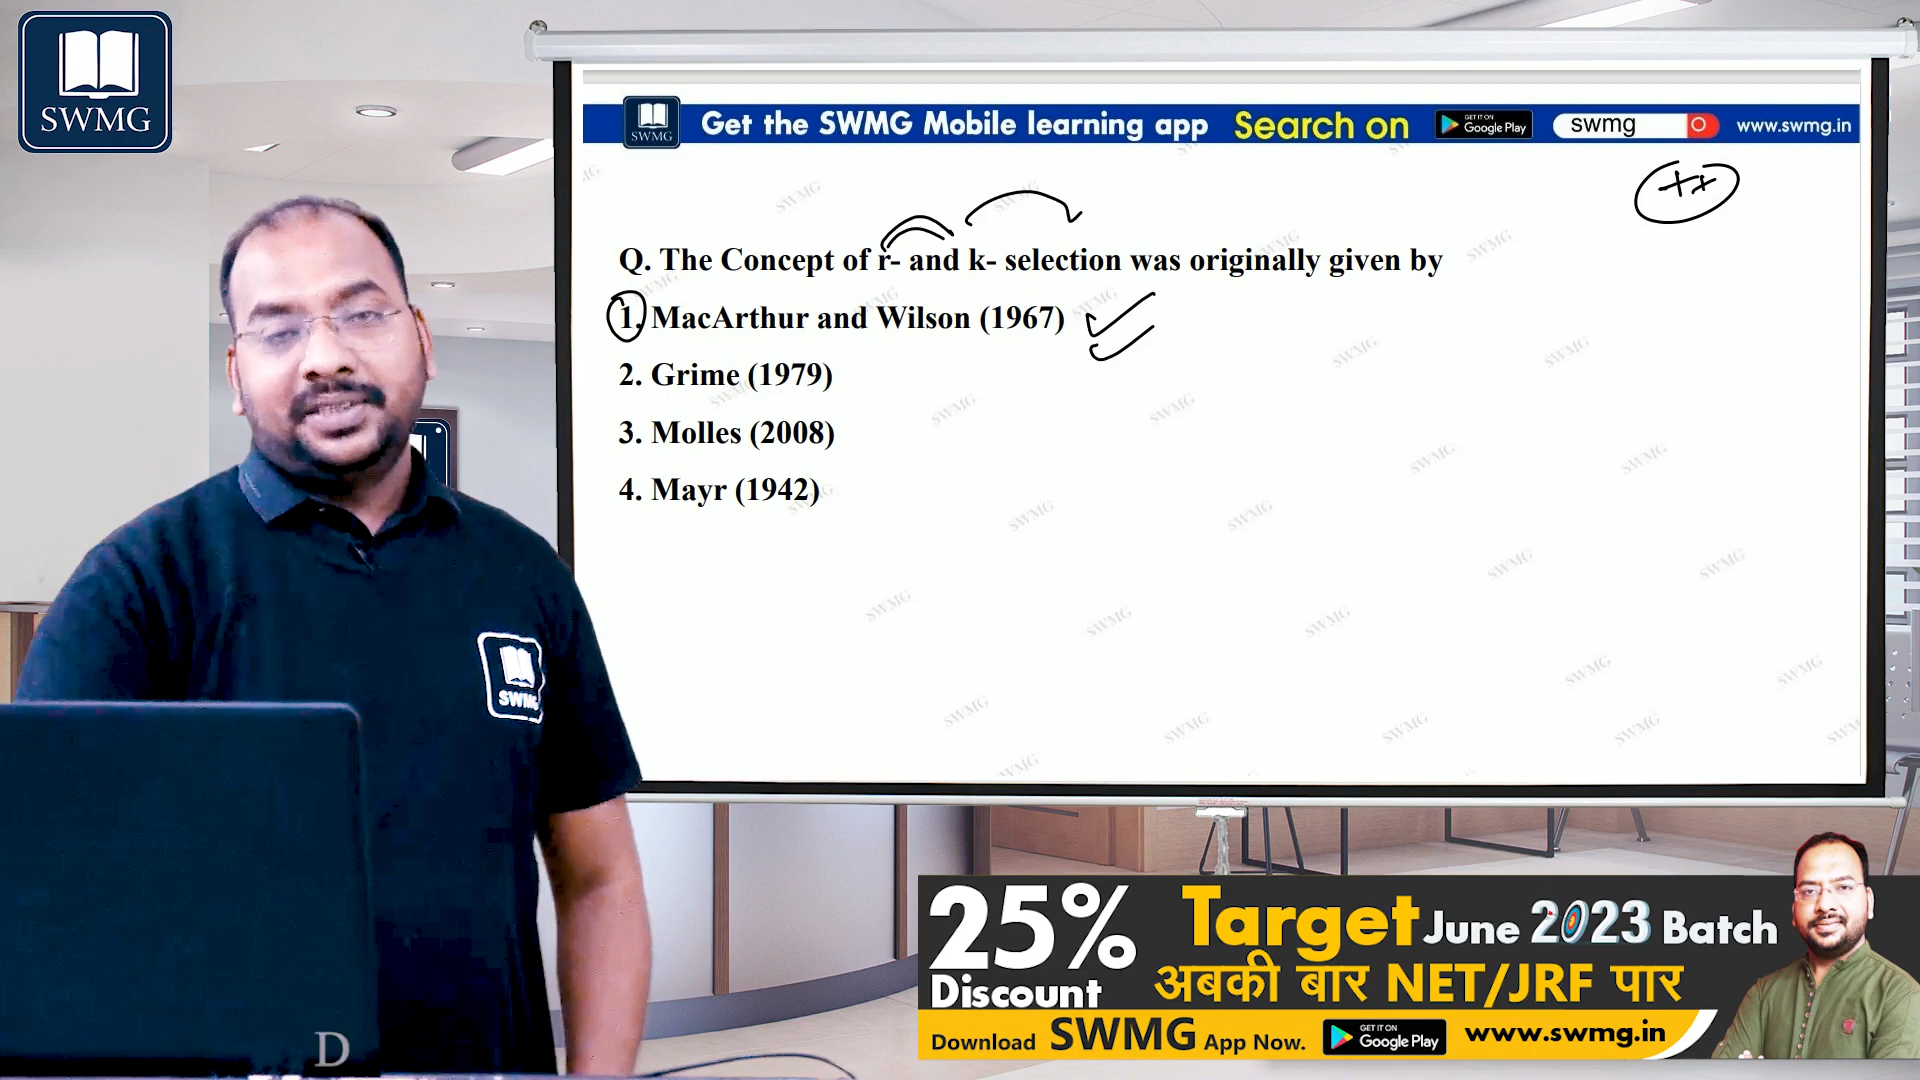 SWMG
SWMG
Get the SWMG Mobile learning app Search on GET IT ON Google Play swmg www.swmg.in
++
Q. The Concept of r- and k- selection was originally given by
1. MacArthur and Wilson (1967)
2. Grime (1979)
3. Molles (2008)
4. Mayr (1942)
SWMG
25% Discount
Target June 2023 Batch
अबकी बार NET/JRF पार
Download SWMG App Now. GET IT ON Google Play www.swmg.in
D